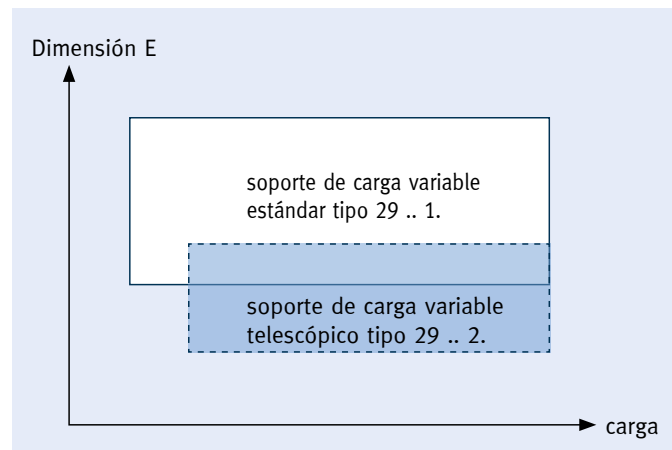 Dimensión E
soporte de carga variable
estándar tipo 29 .. 1.
soporte de carga variable
telescópico tipo 29 .. 2.
carga